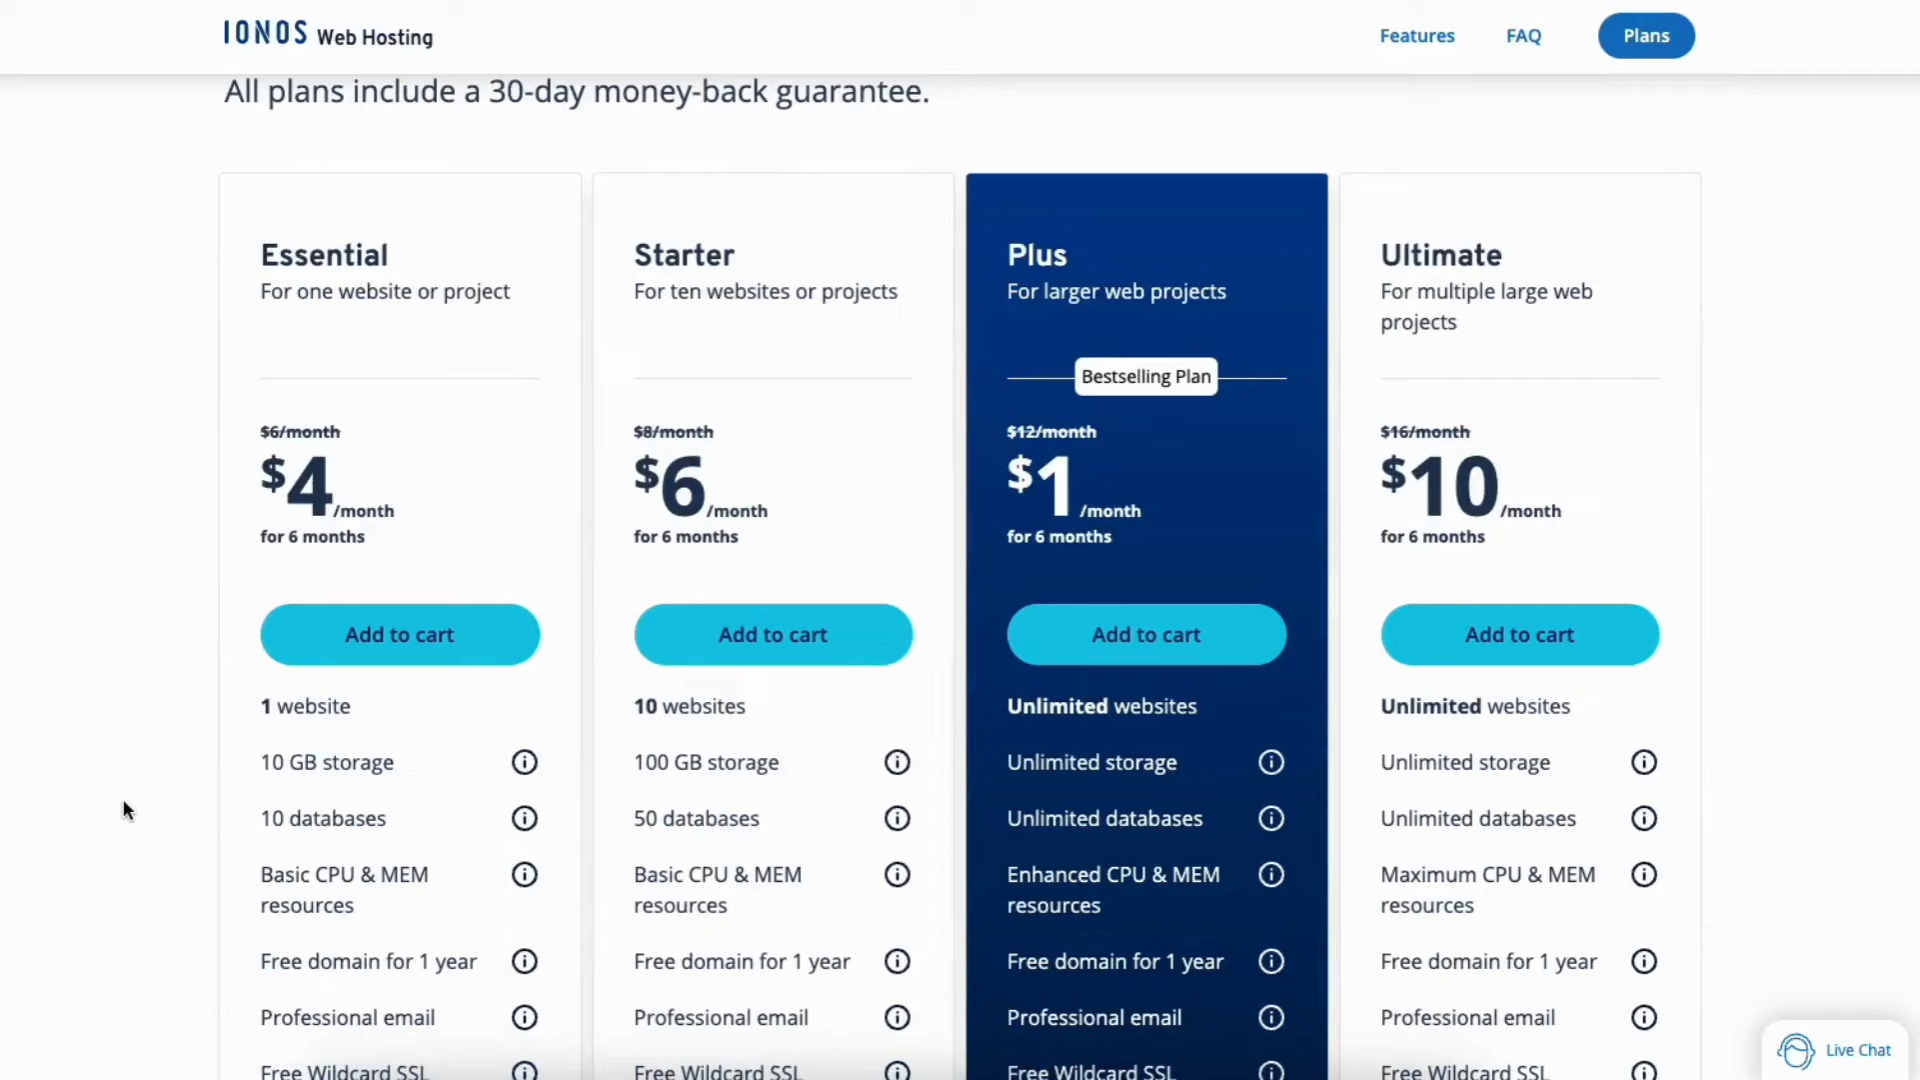 IONOS Web Hosting
Features
FAQ
Plans
All plans include a 30-day money-back guarantee.
Essential
For one website or project
$6/month
$4/month
for 6 months
Add to cart
1 website
10 GB storage
10 databases
Basic CPU & MEM
resources
Free domain for 1 year
Professional email
Free Wildcard SSL
Starter
For ten websites or projects
$8/month
$6/month
for 6 months
Add to cart
10 websites
100 GB storage
50 databases
Basic CPU & MEM
resources
Free domain for 1 year
Professional email
Free Wildcard SSL
Plus
For larger web projects
Bestselling Plan
$12/month
$1/month
for 6 months
Add to cart
Unlimited websites
Unlimited storage
Unlimited databases
Enhanced CPU & MEM
resources
Free domain for 1 year
Professional email
Free Wildcard SSL
Ultimate
For multiple large web
projects
$16/month
$10/month
for 6 months
Add to cart
Unlimited websites
Unlimited storage
Unlimited databases
Maximum CPU & MEM
resources
Free domain for 1 year
Professional email
Free Wildcard SSL
Live Chat